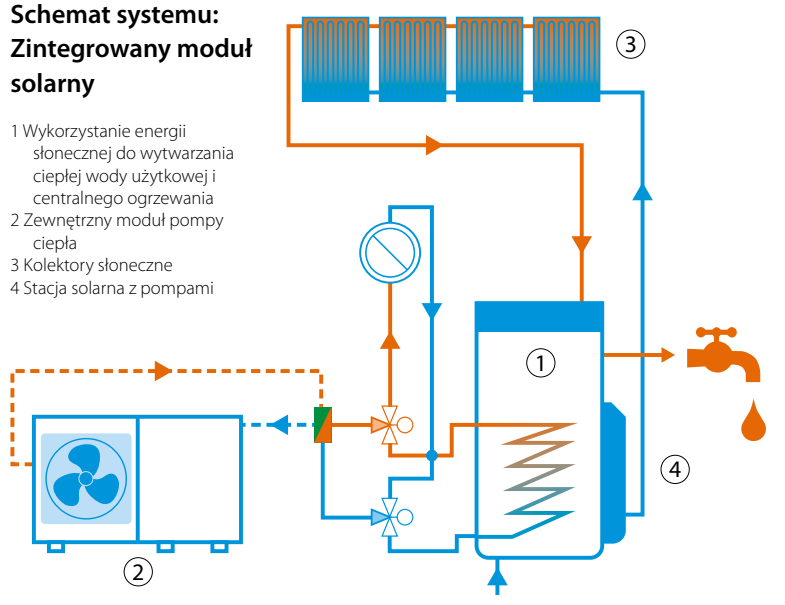 Schemat systemu:
Zintegrowany moduł
solarny
1 Wykorzystanie energii
słonecznej do wytwarzania
ciepłej wody użytkowej i
centralnego ogrzewania
2 Zewnętrzny moduł pompy
ciepła
3 Kolektory słoneczne
4 Stacja solarna z pompami
3
1
4
2